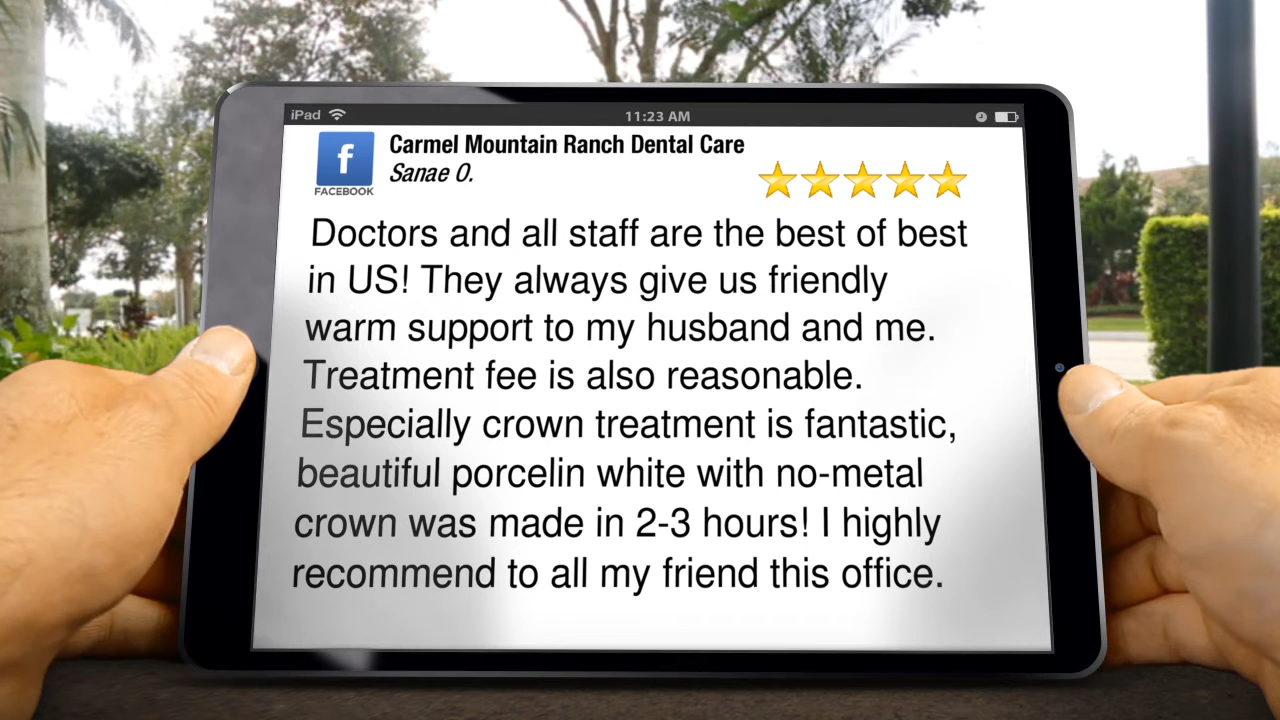 iPad 11:23 AM
f
FACEBOOK
Carmel Mountain Ranch Dental Care
Sanae O.
Doctors and all staff are the best of best
in US! They always give us friendly
warm support to my husband and me.
Treatment fee is also reasonable.
Especially crown treatment is fantastic,
beautiful porcelin white with no-metal
crown was made in 2-3 hours! I highly
recommend to all my friend this office.